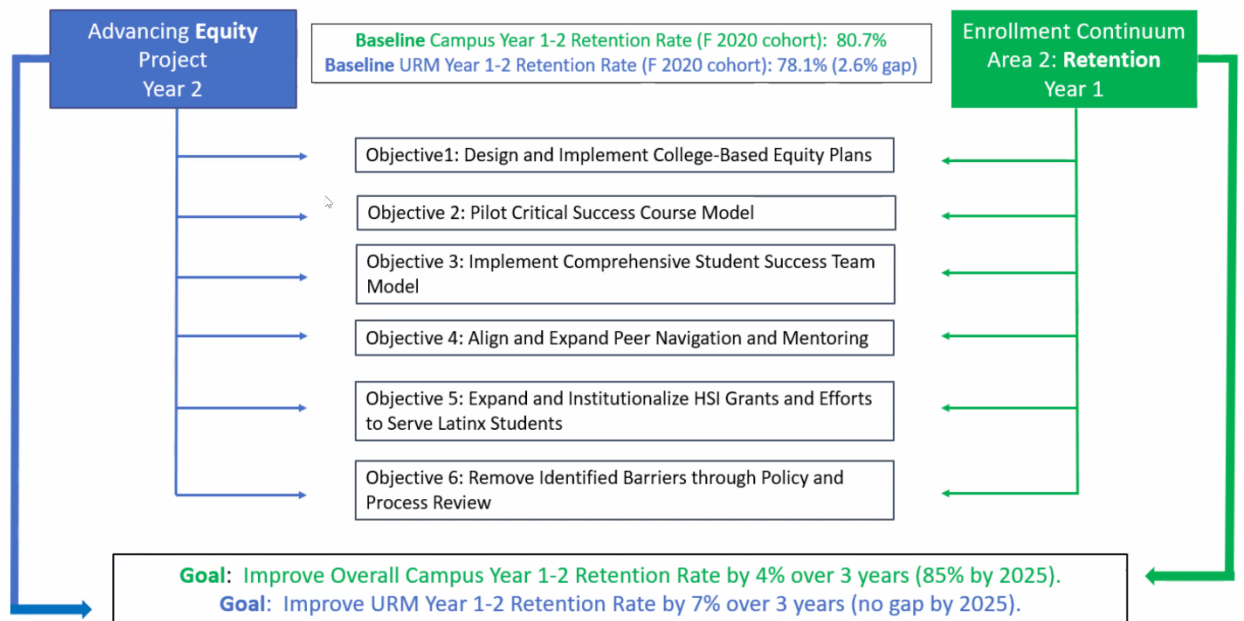 Advancing Equity
Project
Year 2
Baseline Campus Year 1-2 Retention Rate (F 2020 cohort): 80.7%
Baseline URM Year 1-2 Retention Rate (F 2020 cohort): 78.1% (2.6% gap)
Enrollment Continuum
Area 2: Retention
Year 1
Objective1: Design and Implement College-Based Equity Plans
Objective 2: Pilot Critical Success Course Model
Objective 3: Implement Comprehensive Student Success Team
Model
Objective 4: Align and Expand Peer Navigation and Mentoring
Objective 5: Expand and Institutionalize HSI Grants and Efforts
to Serve Latinx Students
Objective 6: Remove Identified Barriers through Policy and
Process Review
Goal: Improve Overall Campus Year 1-2 Retention Rate by 4% over 3 years (85% by 2025).
Goal: Improve URM Year 1-2 Retention Rate by 7% over 3 years (no gap by 2025).